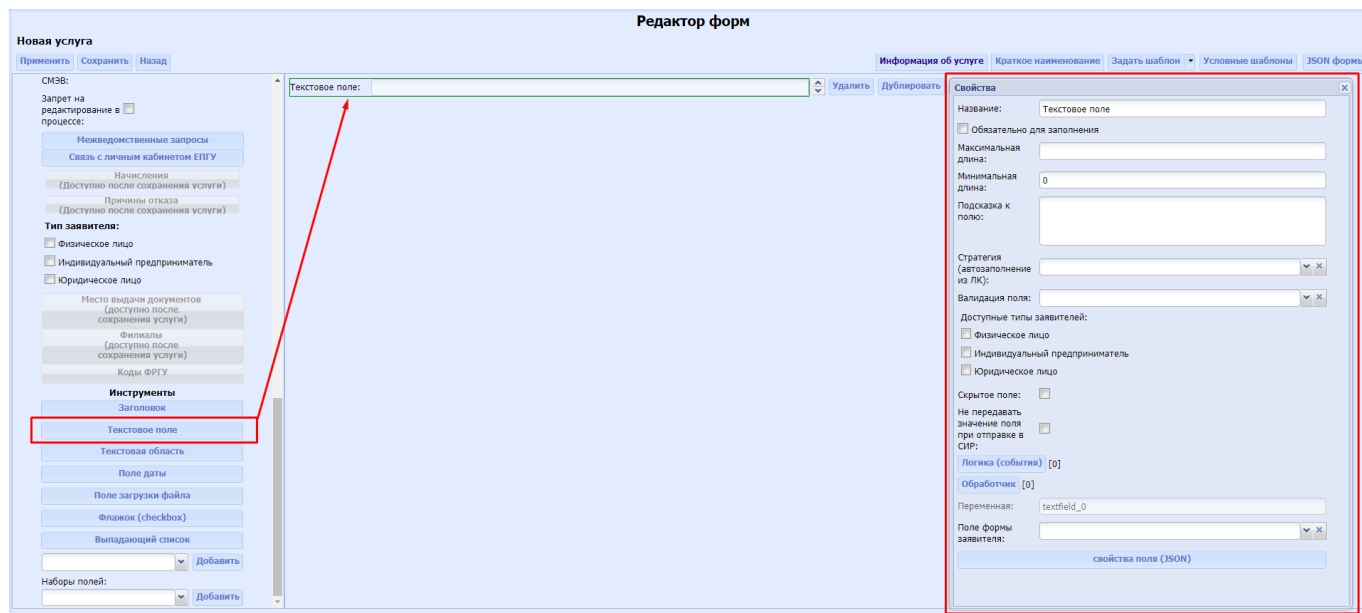 Редактор форм
Новая услуга
Применить Сохранить Назад
Информация об услуге Краткое наименование Задать шаблон Условные шаблоны JSON формы
СМЭВ:
Запрет на
редактирование в
процессе:
Межведомственные запросы
Связь с личным кабинетом ЕПГУ
Начисления
(Доступно после сохранения услуги)
Причины отказа
(Доступно после сохранения услуги)
Тип заявителя:
Физическое лицо
Индивидуальный предприниматель
Юридическое лицо
Место выдачи документов
(доступно после
сохранения услуги)
Филиалы
(доступно после
сохранения услуги)
Коды ФРГУ
Инструменты
Заголовок
Текстовое поле
Текстовая область
Поле даты
Поле загрузки файла
Флажок (checkbox)
Выпадающий список
Добавить
Наборы полей:
Добавить
Текстовое поле:
Удалить Дублировать
Свойства
Название: Текстовое поле
Обязательно для заполнения
Максимальная
длина:
Минимальная
длина: 0
Подсказка к
полю:
Стратегия
(автозаполнение
из ЛК):
Валидация поля:
Доступные типы заявителей:
Физическое лицо
Индивидуальный предприниматель
Юридическое лицо
Скрытое поле:
Не передавать
значение поля
при отправке в
СИР:
Логика (события) [0]
Обработчик [0]
Переменная: textfield_0
Поле формы
заявителя:
свойства поля (JSON)